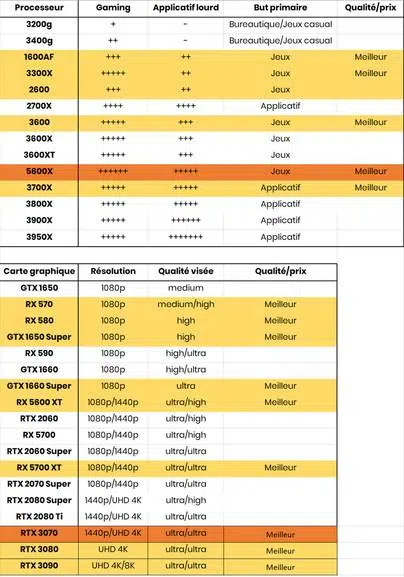 Processeur Gaming Applicatif lourd But primaire Qualité/prix
3200g + - Bureautique/Jeux casual
3400g ++ - Bureautique/Jeux casual
1600AF +++ ++ Jeux Meilleur
3300X +++++ ++ Jeux Meilleur
2600 +++ ++ Jeux
2700X ++++ ++++ Applicatif
3600 +++++ +++ Jeux Meilleur
3600X +++++ +++ Jeux
3600XT +++++ +++ Jeux
5600X ++++++ +++++ Jeux Meilleur
3700X +++++ +++++ Applicatif Meilleur
3800X +++++ +++++ Applicatif
3900X +++++ ++++++ Applicatif
3950X +++++ +++++++ Applicatif
Carte graphique Résolution Qualité visée Qualité/prix
GTX 1650 1080p medium
RX 570 1080p medium/high Meilleur
RX 580 1080p high Meilleur
GTX 1650 Super 1080p high Meilleur
RX 590 1080p high/ultra
GTX 1660 1080p high/ultra
GTX 1660 Super 1080p ultra Meilleur
RX 5600 XT 1080p/1440p ultra/high Meilleur
RTX 2060 1080p/1440p ultra/high
RX 5700 1080p/1440p ultra/high
RTX 2060 Super 1080p/1440p ultra/ultra
RX 5700 XT 1080p/1440p ultra/ultra Meilleur
RTX 2070 Super 1080p/1440p ultra/ultra
RTX 2080 Super 1440p/UHD 4K ultra/high
RTX 2080 Ti 1440p/UHD 4K ultra/ultra
RTX 3070 1440p/UHD 4K ultra/ultra Meilleur
RTX 3080 UHD 4K ultra/ultra Meilleur
RTX 3090 UHD 4K/8K ultra/ultra Meilleur